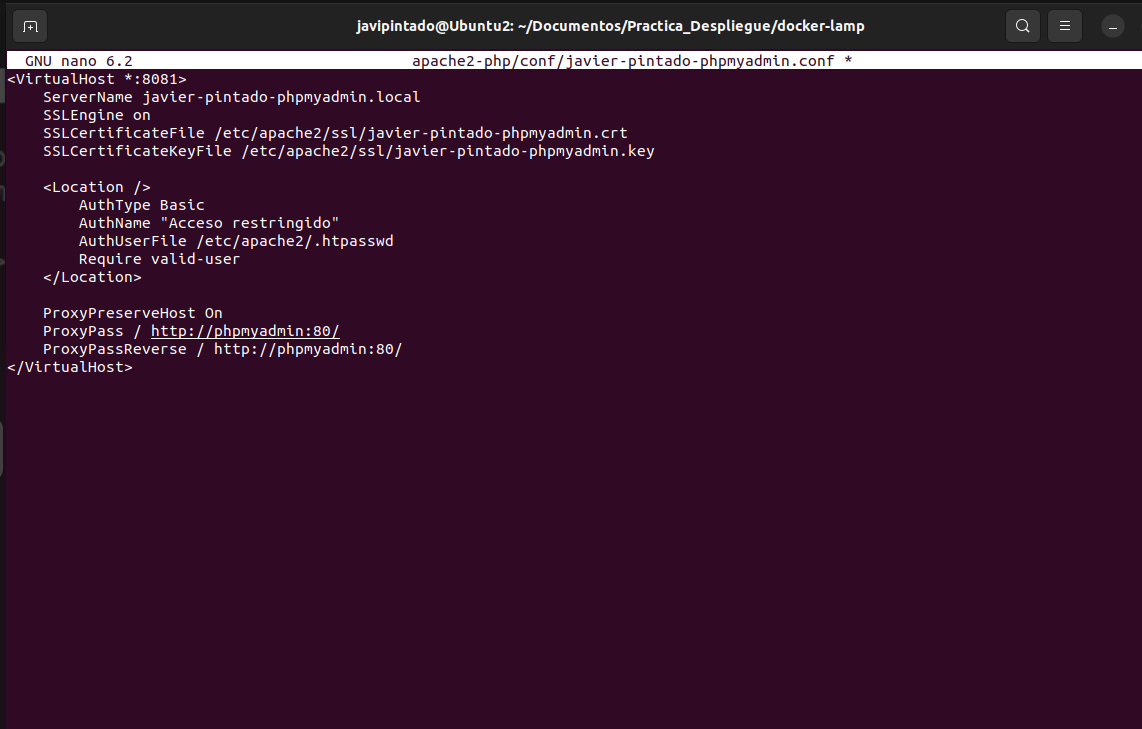 javipintado@Ubuntu2: ~/Documentos/Practica_Despliegue/docker-lamp
GNU nano 6.2 apache2-php/conf/javier-pintado-phpmyadmin.conf *
<VirtualHost *:8081>
    ServerName javier-pintado-phpmyadmin.local
    SSLEngine on
    SSLCertificateFile /etc/apache2/ssl/javier-pintado-phpmyadmin.crt
    SSLCertificateKeyFile /etc/apache2/ssl/javier-pintado-phpmyadmin.key

    <Location />
        AuthType Basic
        AuthName "Acceso restringido"
        AuthUserFile /etc/apache2/.htpasswd
        Require valid-user
    </Location>

    ProxyPreserveHost On
    ProxyPass / http://phpmyadmin:80/
    ProxyPassReverse / http://phpmyadmin:80/
</VirtualHost>